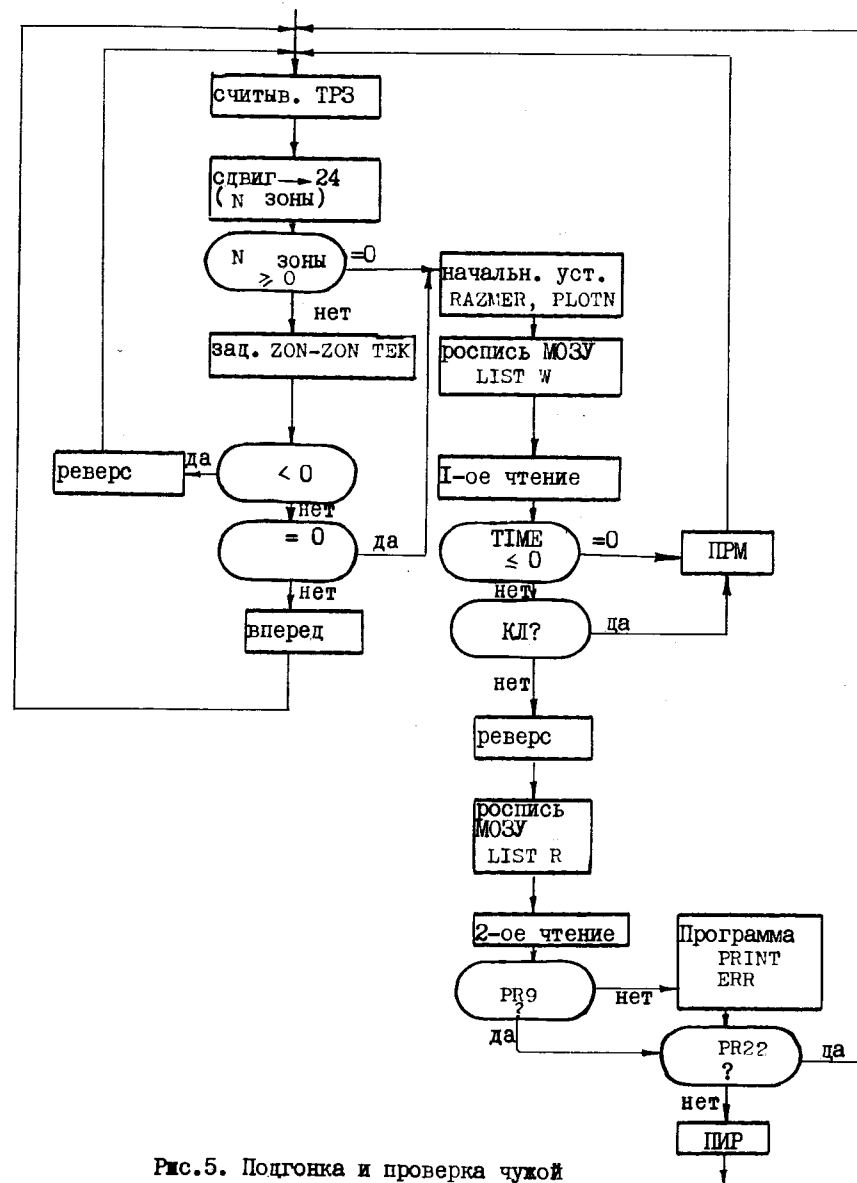 считыв. ТРЗ
сдвиг → 24
(N зоны)
N зоны
⩾ 0
=0
нет
зад. ZON-ZON TEK
< 0
да
реверс
нет
= 0
да
нет
вперед
начальн. уст.
RAZMER, PLOTN
роспись МОЗУ
LIST W
I-ое чтение
TIME
≤ 0
=0
ПРМ
нет
КЛ?
да
нет
реверс
роспись
МОЗУ
LIST R
2-ое чтение
PR9
?
нет
Программа
PRINT
ERR
да
PR22
?
да
нет
ПИР
Рис.5. Подгонка и проверка чужой